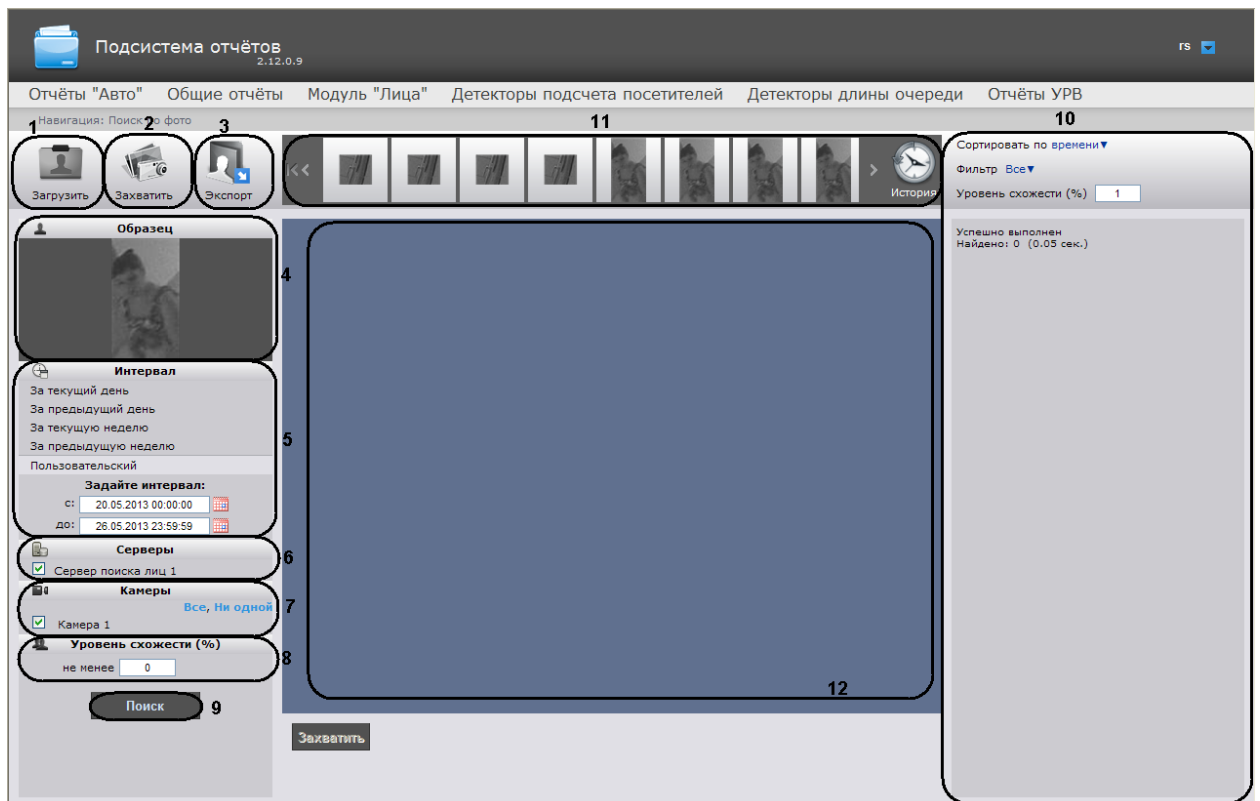 Подсистема отчётов
2.12.0.9
rs
Отчёты "Авто" Общие отчёты Модуль "Лица" Детекторы подсчета посетителей Детекторы длины очереди Отчёты УРВ
Навигация: Поиск по фото
1 2 3 11 10
Загрузить Захватить Экспорт
История
Сортировать по времени▼
Фильтр Все▼
Уровень схожести (%) 1
Образец
4
Успешно выполнен
Найдено: 0 (0.05 сек.)
Интервал
За текущий день
За предыдущий день
За текущую неделю
За предыдущую неделю
5
Пользовательский
Задайте интервал:
с: 20.05.2013 00:00:00
до: 26.05.2013 23:59:59
Серверы
6
Сервер поиска лиц 1
Камеры
Все, Ни одной
7
Камера 1
Уровень схожести (%)
8
не менее 0
12
Поиск
9
Захватить